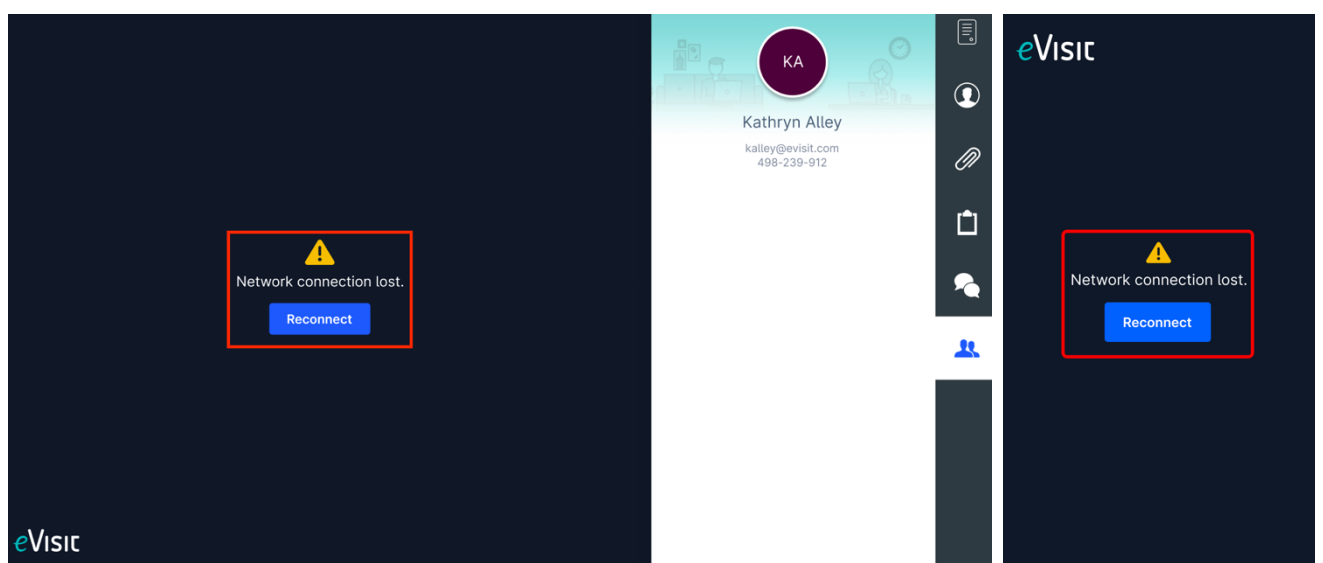 Network connection lost.
Reconnect
eVisit
KA
Kathryn Alley
kalley@evisit.com
498-239-912
eVisit
Network connection lost.
Reconnect